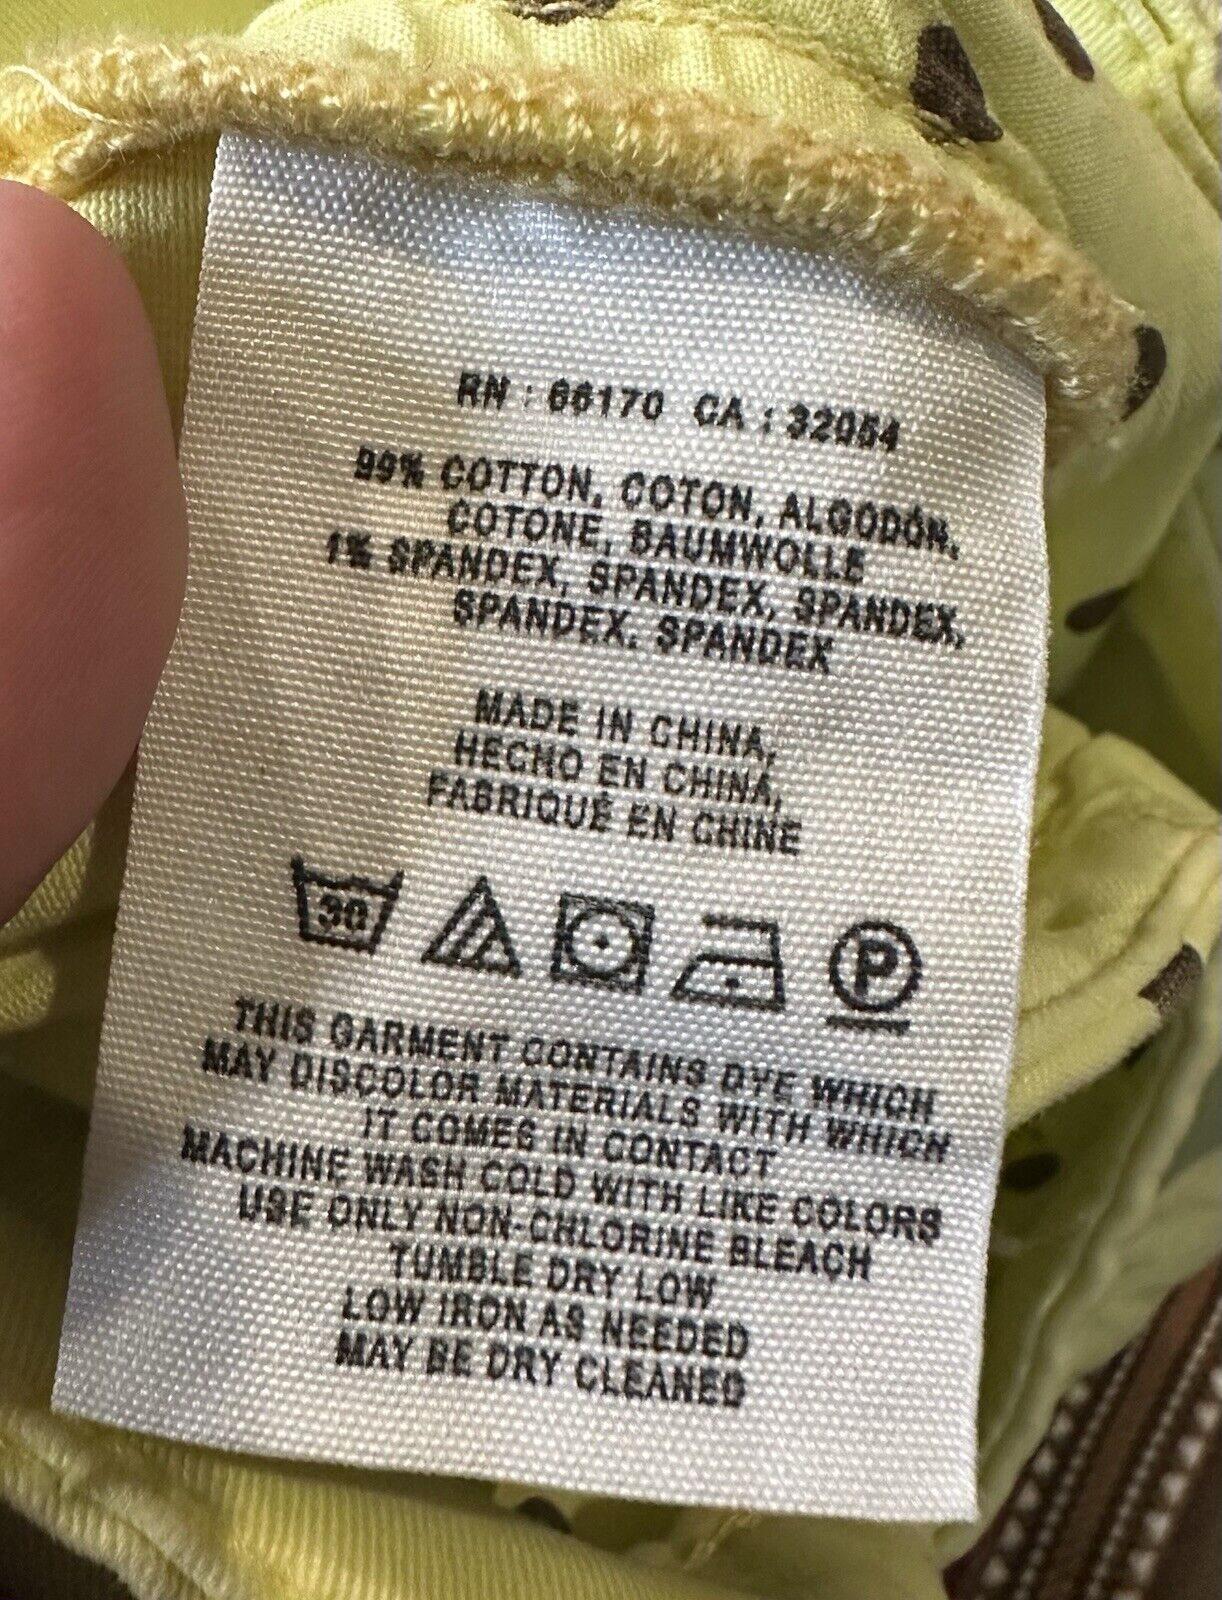 RN : 66170 CA : 32054
99% COTTON, COTON, ALGODÓN,
COTONE, BAUMWOLLE
1% SPANDEX, SPANDEX, SPANDEX,
SPANDEX, SPANDEX
MADE IN CHINA,
HECHO EN CHINA,
FABRIQUÉ EN CHINE
30 P
THIS GARMENT CONTAINS DYE WHICH
MAY DISCOLOR MATERIALS WITH WHICH
IT COMES IN CONTACT
MACHINE WASH COLD WITH LIKE COLORS
USE ONLY NON-CHLORINE BLEACH
TUMBLE DRY LOW
LOW IRON AS NEEDED
MAY BE DRY CLEANED